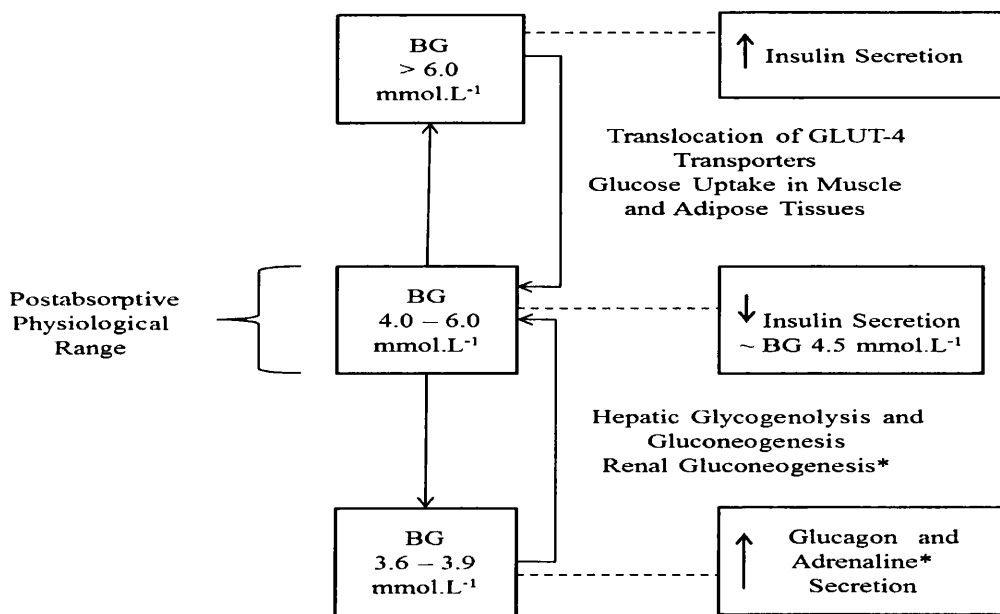 BG
> 6.0
mmol.L⁻¹
↑ Insulin Secretion
Translocation of GLUT-4
Transporters
Glucose Uptake in Muscle
and Adipose Tissues
Postabsorptive
Physiological
Range
BG
4.0 – 6.0
mmol.L⁻¹
↓ Insulin Secretion
~ BG 4.5 mmol.L⁻¹
Hepatic Glycogenolysis and
Gluconeogenesis
Renal Gluconeogenesis*
BG
3.6 – 3.9
mmol.L⁻¹
↑ Glucagon and
Adrenaline*
Secretion